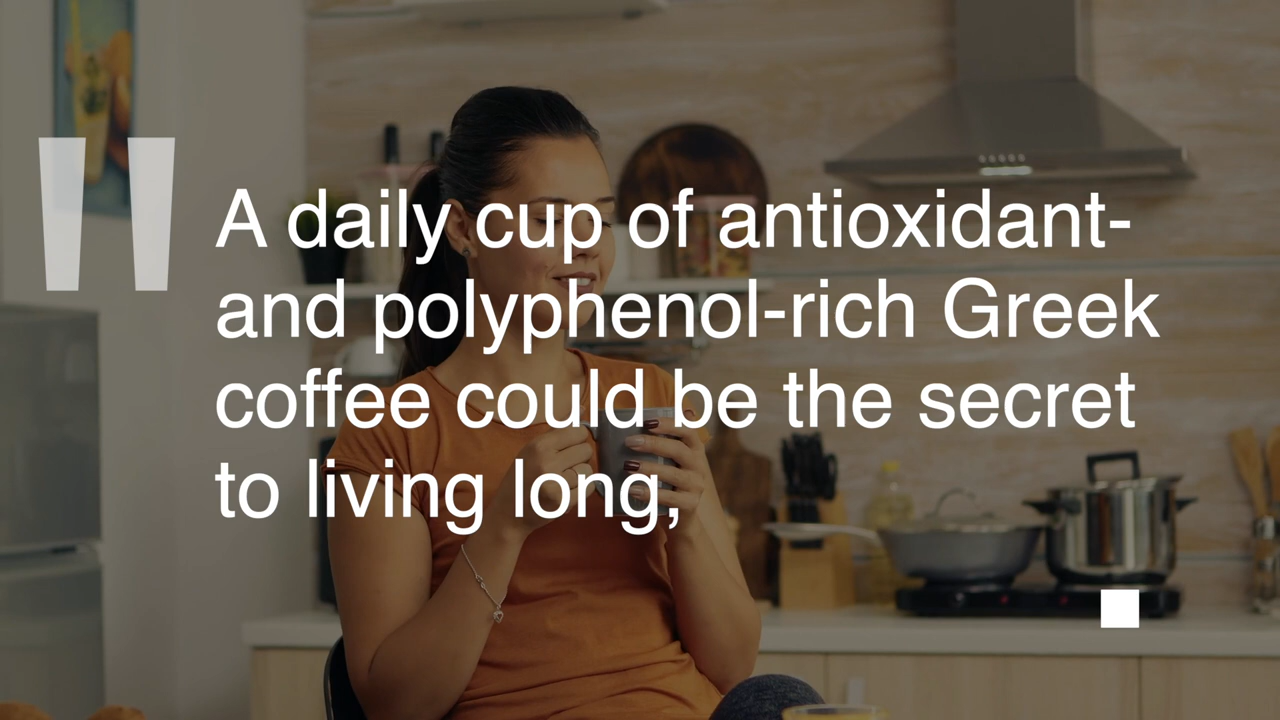 "
A daily cup of antioxidant-
and polyphenol-rich Greek
coffee could be the secret
to living long,